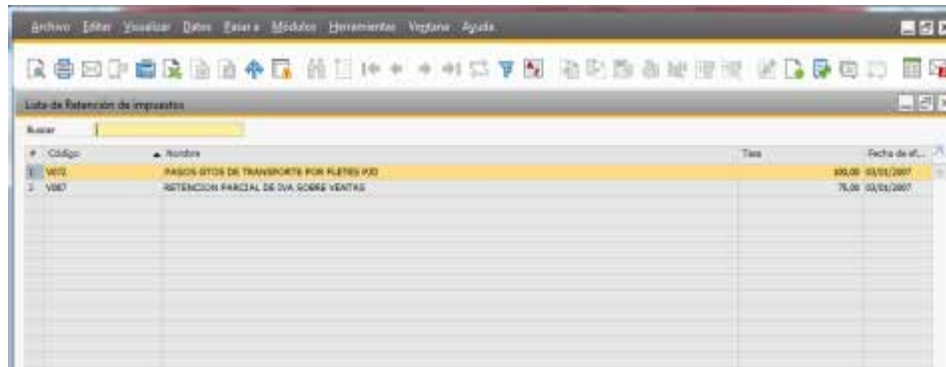 Archivo Editar Visualizar Datos Pasar a Módulos Herramientas Ventana Ayuda
Lista de Retención de impuestos
Buscar
# Código Nombre Tasa Fecha de ef...
1 V072 PAGOS GTOS DE TRANSPORTE POR FLETES PJD 100,00 03/01/2007
2 V087 RETENCION PARCIAL DE IVA SOBRE VENTAS 75,00 03/01/2007